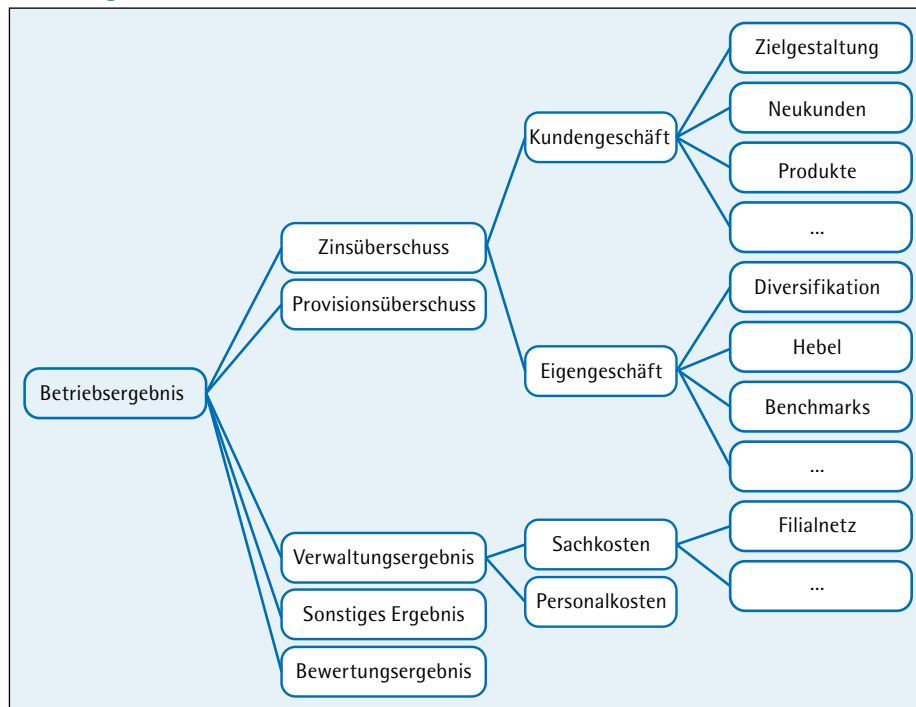 Zielgestaltung
Neukunden
Kundengeschäft
Produkte
...
Zinsüberschuss
Diversifikation
Provisionsüberschuss
Hebel
Eigengeschäft
Betriebsergebnis
Benchmarks
...
Filialnetz
Sachkosten
Verwaltungsergebnis
...
Personalkosten
Sonstiges Ergebnis
Bewertungsergebnis